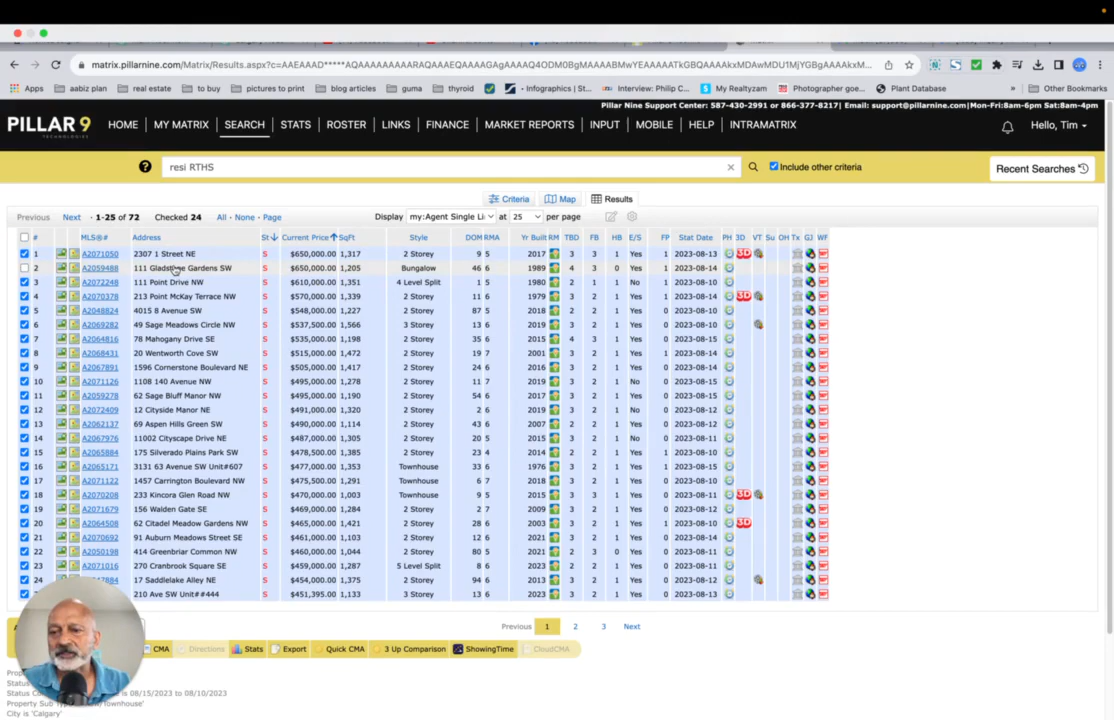 matrix.pillarnine.com/Matrix/Results.aspx?c=AAEAAAD*****AQAAAAAAAAARAQAAAEQAAAAGAgAAAAQ4ODM0BgMAAAABMwYEAAAAATkGBQAAAAkxMDAwMDU1MjYGBgAAAA...
Apps aabiz plan real estate to buy pictures to print blog articles guma thyroid - Infographics | St... Interview: Philip C... My Realtyzam Photographer goe... Plant Database » Other Bookmarks
Pillar Nine Support Center: 587-430-2991 or 866-377-8217| Email: support@pillarnine.com|Mon-Fri:8am-6pm Sat:8am-4pm
PILLAR 9 HOME MY MATRIX SEARCH STATS ROSTER LINKS FINANCE MARKET REPORTS INPUT MOBILE HELP INTRAMATRIX Hello, Tim
TECHNOLOGIES
? resi RTHS Include other criteria Recent Searches
Criteria Map Results
Previous Next · 1-25 of 72 Checked 24 All · None · Page Display my:Agent Single Li at 25 per page
# MLS®# Address St Current Price SqFt Style DOM RMA Yr Built RM TBD FB HB E/S FP Stat Date PH 3D VT Su OH Tx GI WF
1 A2071050 2307 1 Street NE S $650,000.00 1,317 2 Storey 9 5 2017 3 3 1 Yes 1 2023-08-13 3D
2 A2059488 111 Gladstone Gardens SW S $650,000.00 1,205 Bungalow 46 6 1989 4 3 0 Yes 1 2023-08-14
3 A2072248 111 Point Drive NW S $610,000.00 1,351 4 Level Split 1 5 1980 2 1 1 No 1 2023-08-10
4 A2070378 213 Point McKay Terrace NW S $570,000.00 1,339 2 Storey 11 6 1979 3 2 1 Yes 1 2023-08-14 3D
5 A2048824 4015 8 Avenue SW S $548,000.00 1,227 2 Storey 87 5 2018 2 2 1 Yes 0 2023-08-10
6 A2069282 49 Sage Meadows Circle NW S $537,500.00 1,566 3 Storey 13 6 2019 3 2 1 Yes 0 2023-08-10
7 A2064816 78 Mahogany Drive SE S $535,000.00 1,198 2 Storey 35 6 2015 4 3 1 Yes 0 2023-08-15
8 A2068431 20 Wentworth Cove SW S $515,000.00 1,472 2 Storey 19 7 2001 3 2 1 Yes 1 2023-08-14
9 A2067891 1596 Cornerstone Boulevard NE S $505,000.00 1,417 2 Storey 24 6 2016 3 2 1 Yes 0 2023-08-14
10 A2071126 1108 140 Avenue NW S $495,000.00 1,278 2 Storey 11 7 2019 3 2 1 No 0 2023-08-15
11 A2059278 62 Sage Bluff Manor NW S $495,000.00 1,190 2 Storey 54 6 2017 3 2 1 Yes 0 2023-08-15
12 A2072409 12 Cityside Manor NE S $491,000.00 1,320 2 Storey 2 6 2019 3 2 1 No 0 2023-08-12
13 A2062137 69 Aspen Hills Green SW S $490,000.00 1,114 2 Storey 43 6 2007 2 2 1 Yes 1 2023-08-12
14 A2067976 11002 Cityscape Drive NE S $487,000.00 1,305 2 Storey 20 5 2015 3 2 1 No 0 2023-08-11
15 A2065884 175 Silverado Plains Park SW S $478,500.00 1,385 2 Storey 23 4 2014 2 2 1 Yes 1 2023-08-15
16 A2065171 3131 63 Avenue SW Unit#607 S $477,000.00 1,353 Townhouse 33 6 1976 3 2 1 Yes 1 2023-08-15
17 A2071122 1457 Carrington Boulevard NW S $475,500.00 1,291 Townhouse 6 7 2018 3 2 1 Yes 0 2023-08-11
18 A2070208 233 Kincora Glen Road NW S $470,000.00 1,003 Townhouse 9 6 2015 3 3 1 Yes 0 2023-08-11 3D
19 A2071679 156 Walden Gate SE S $469,000.00 1,284 2 Storey 2 7 2009 3 2 1 Yes 0 2023-08-12
20 A2064508 62 Citadel Meadow Gardens NW S $465,000.00 1,421 2 Storey 28 6 2003 3 2 1 Yes 1 2023-08-10 3D
21 A2070692 91 Auburn Meadows Street SE S $461,000.00 1,103 2 Storey 12 6 2021 3 2 1 Yes 0 2023-08-14
22 A2050198 414 Greenbriar Common NW S $460,000.00 1,044 2 Storey 80 5 2021 2 3 0 Yes 0 2023-08-11
23 A2071016 270 Cranbrook Square SE S $459,000.00 1,287 5 Level Split 8 6 2023 2 2 1 Yes 0 2023-08-11
24 17 Saddlelake Alley NE S $454,000.00 1,375 2 Storey 94 6 2013 3 2 1 Yes 0 2023-08-12
210 Ave SW Unit##444 S $451,395.00 1,133 3 Storey 13 6 2023 2 2 1 Yes 0 2023-08-13
Previous 1 2 3 Next
CMA Directions Stats Export Quick CMA 3 Up Comparison ShowingTime CloudCMA
is 08/15/2023 to 08/10/2023
Property Sub
City is 'Calgary'